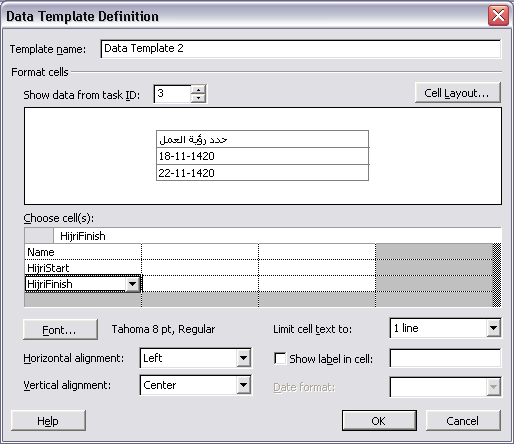 Data Template Definition
Template name: Data Template 2
Format cells
Show data from task ID: 3 Cell Layout...
حدد رؤية العمل
18-11-1420
22-11-1420
Choose cell(s):
HijriFinish
Name
HijriStart
HijriFinish
Font... Tahoma 8 pt, Regular Limit cell text to: 1 line
Horizontal alignment: Left Show label in cell:
Vertical alignment: Center Date format:
Help OK Cancel